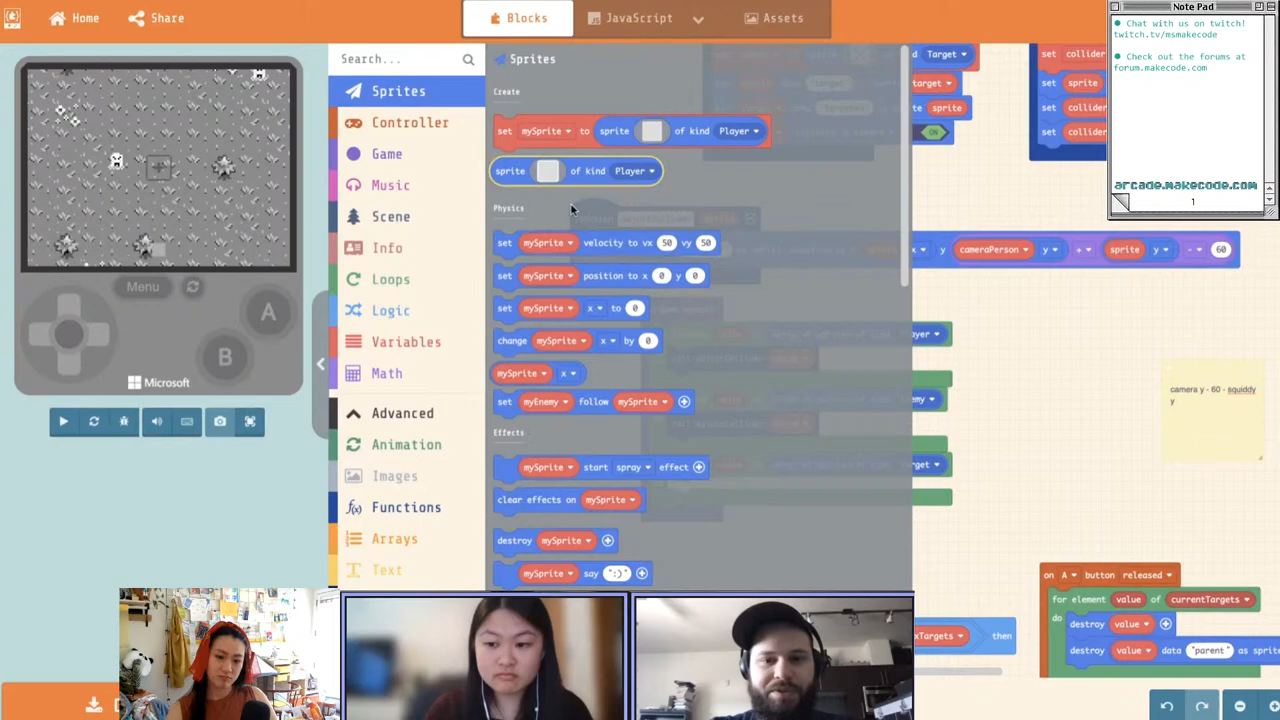 Home
Share
Blocks
JavaScript
Assets
Note Pad
Chat with us on twitch!
twitch.tv/msmakecode
Check out the forums at
forum.makecode.com
arcade.makecode.com
1
Menu
A
B
Microsoft
Search...
Sprites
Controller
Game
Music
Scene
Info
Loops
Logic
Variables
Math
Advanced
Animation
Images
Functions
Arrays
Text
Sprites
Create
set mySprite to sprite of kind Player
sprite of kind Player
Physics
set mySprite velocity to vx 50 vy 50
set mySprite position to x 0 y 0
set mySprite x to 0
change mySprite x by 0
mySprite x
set myEnemy follow mySprite
Effects
mySprite start spray effect
clear effects on mySprite
destroy mySprite
mySprite say ":)"
Target
target
sprite
ON
set collider
set sprite
set collider
set collider
x y cameraPerson y + sprite y - 60
camera y - 60 - squiddy
y
on A button released
for element value of currentTargets
do destroy value
destroy value data "parent" as sprite
xTargets then